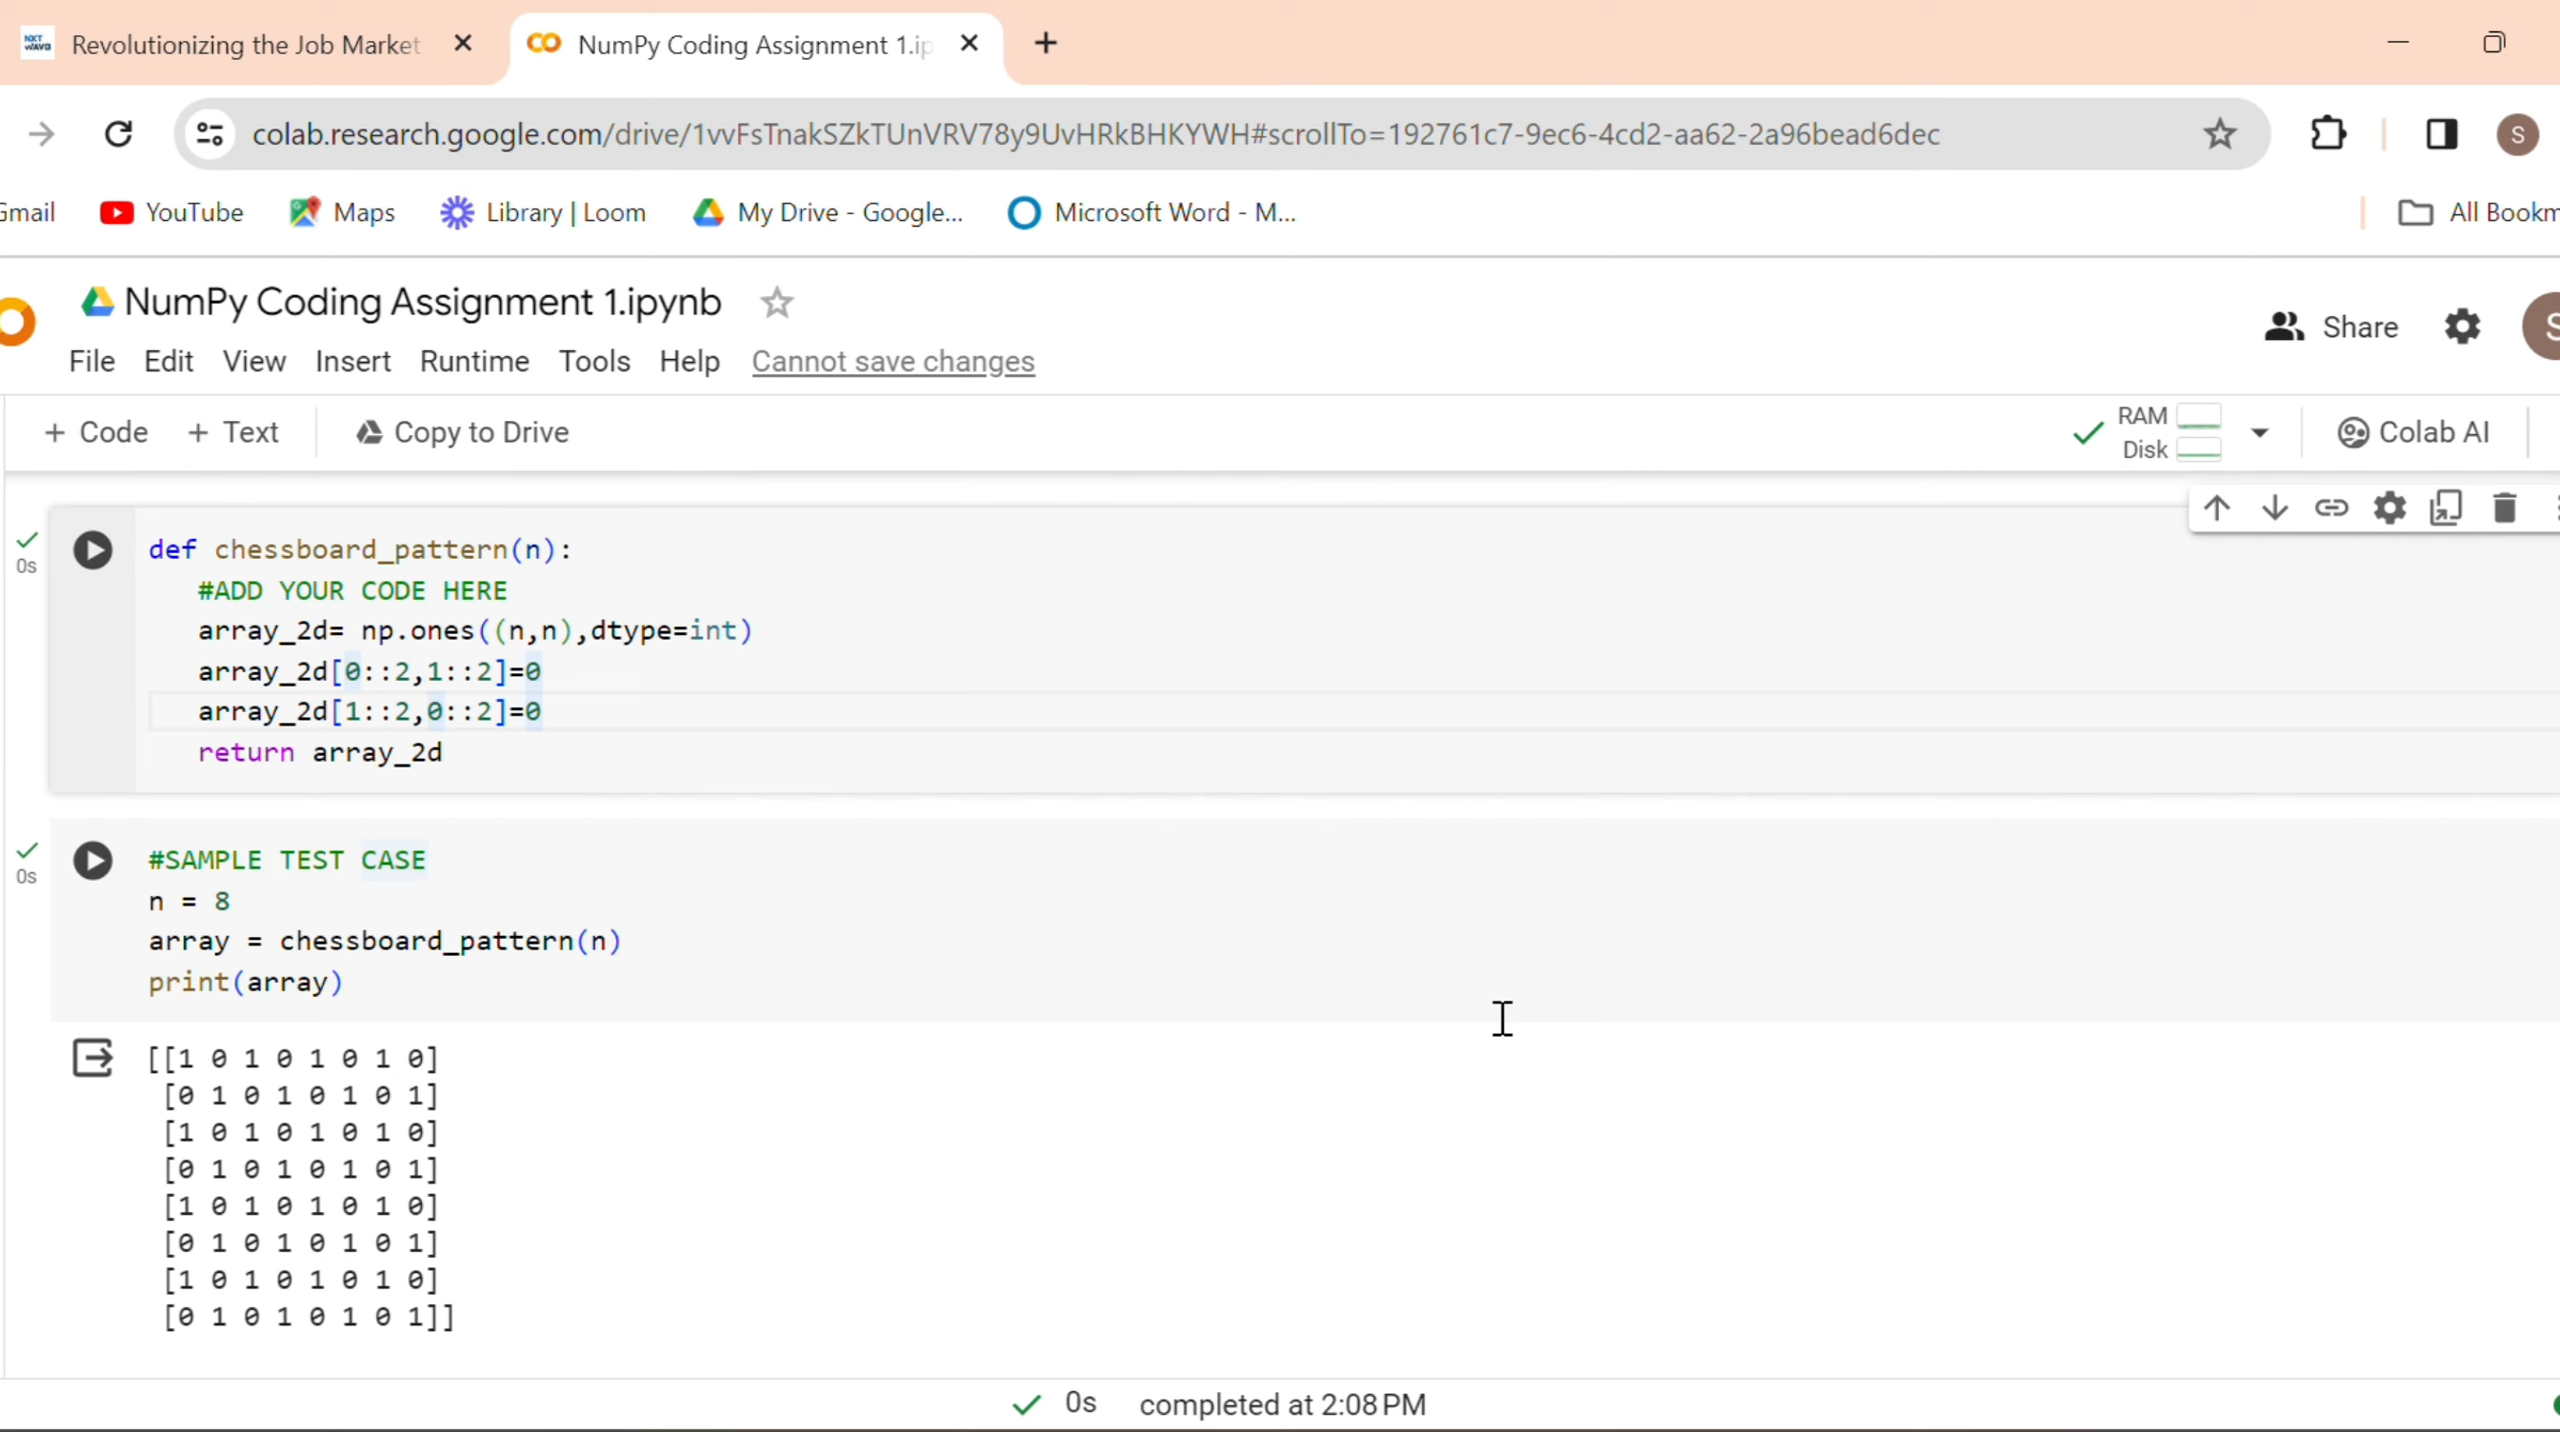 NXT WAVE Revolutionizing the Job Market NumPy Coding Assignment 1.ip
colab.research.google.com/drive/1vvFsTnakSZkTUnVRV78y9UvHRkBHKYWH#scrollTo=192761c7-9ec6-4cd2-aa62-2a96bead6dec S
Gmail YouTube Maps Library | Loom My Drive - Google... Microsoft Word - M... All Bookm
NumPy Coding Assignment 1.ipynb
Share S
File Edit View Insert Runtime Tools Help Cannot save changes
+ Code + Text Copy to Drive RAM Disk Colab AI
0s
def chessboard_pattern(n):
#ADD YOUR CODE HERE
array_2d= np.ones((n,n),dtype=int)
array_2d[0::2,1::2]=0
array_2d[1::2,0::2]=0
return array_2d
0s
#SAMPLE TEST CASE
n = 8
array = chessboard_pattern(n)
print(array)
[[1 0 1 0 1 0 1 0]
[0 1 0 1 0 1 0 1]
[1 0 1 0 1 0 1 0]
[0 1 0 1 0 1 0 1]
[1 0 1 0 1 0 1 0]
[0 1 0 1 0 1 0 1]
[1 0 1 0 1 0 1 0]
[0 1 0 1 0 1 0 1]]
0s completed at 2:08 PM